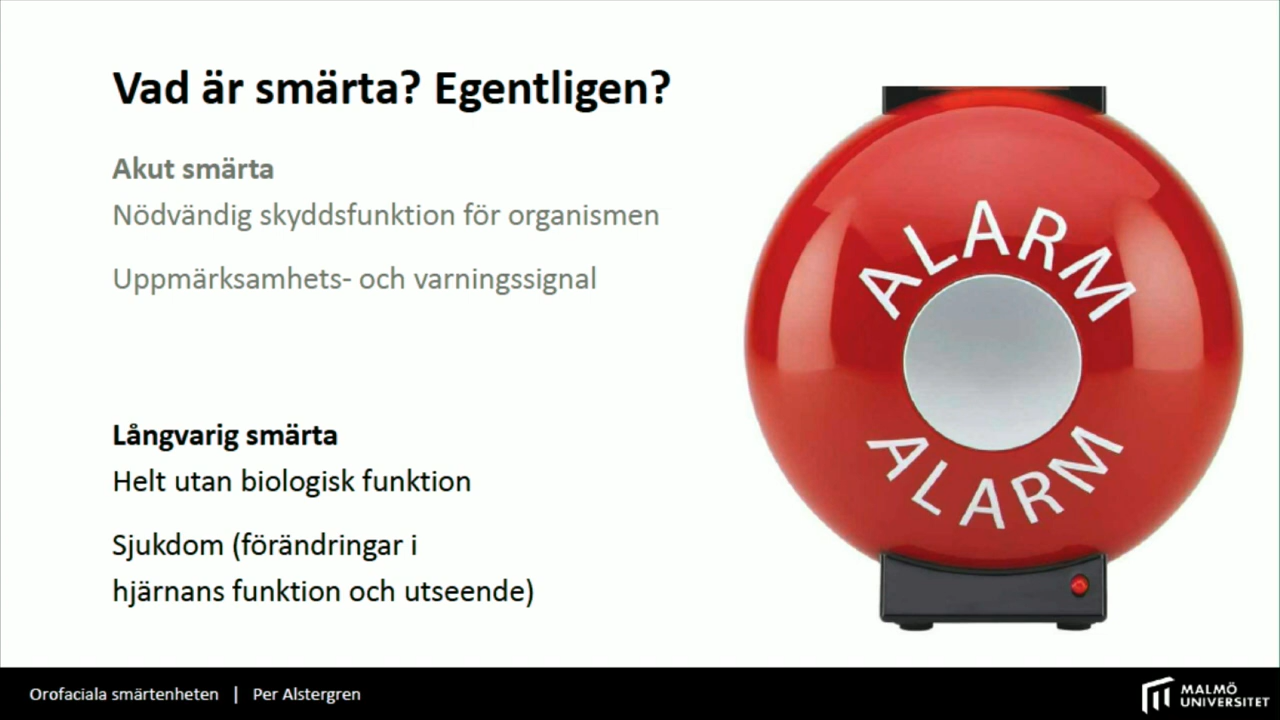 Vad är smärta? Egentligen?
Akut smärta
Nödvändig skyddsfunktion för organismen
Uppmärksamhets- och varningssignal
Långvarig smärta
Helt utan biologisk funktion
Sjukdom (förändringar i
hjärnans funktion och utseende)
ALARM
ALARM
Orofaciala smärtenheten | Per Alstergren
MALMÖ
UNIVERSITET